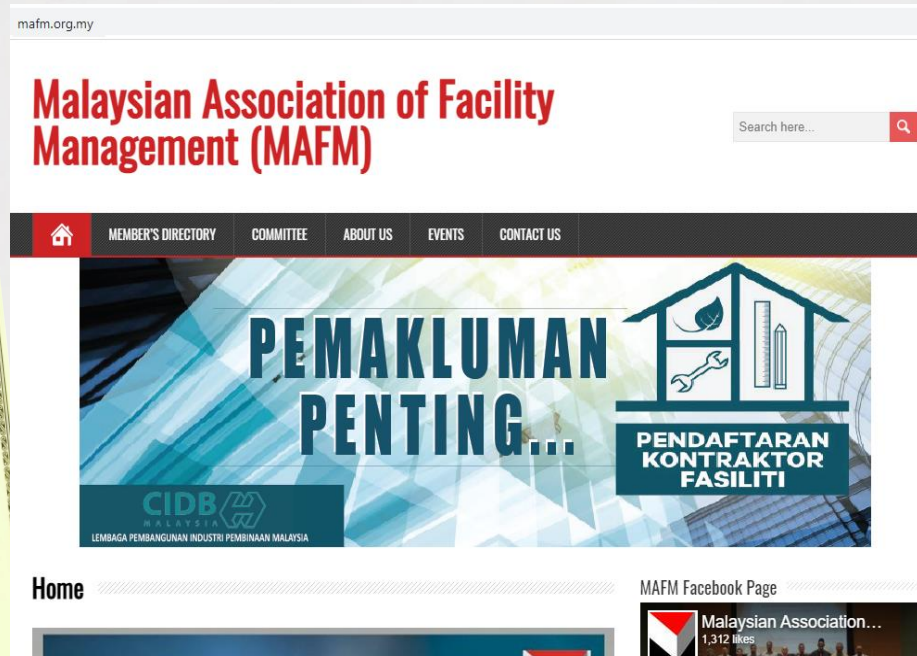 mafm.org.my
Malaysian Association of Facility
Management (MAFM)
Search here...
MEMBER'S DIRECTORY COMMITTEE ABOUT US EVENTS CONTACT US
PEMAKLUMAN
PENTING...
PENDAFTARAN
KONTRAKTOR
FASILITI
CIDB
MALAYSIA
LEMBAGA PEMBANGUNAN INDUSTRI PEMBINAAN MALAYSIA
Home
MAFM Facebook Page
Malaysian Association...
1,312 likes